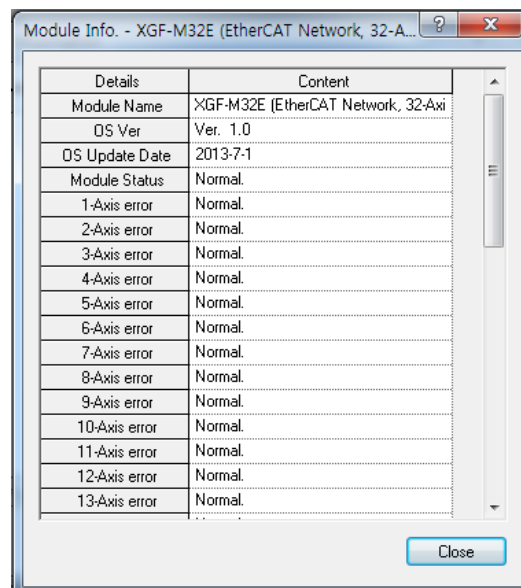 Module Info. - XGF-M32E (EtherCAT Network, 32-A...
Details Content
Module Name XGF-M32E (EtherCAT Network, 32-Axi
OS Ver Ver. 1.0
OS Update Date 2013-7-1
Module Status Normal.
1-Axis error Normal.
2-Axis error Normal.
3-Axis error Normal.
4-Axis error Normal.
5-Axis error Normal.
6-Axis error Normal.
7-Axis error Normal.
8-Axis error Normal.
9-Axis error Normal.
10-Axis error Normal.
11-Axis error Normal.
12-Axis error Normal.
13-Axis error Normal.
Close